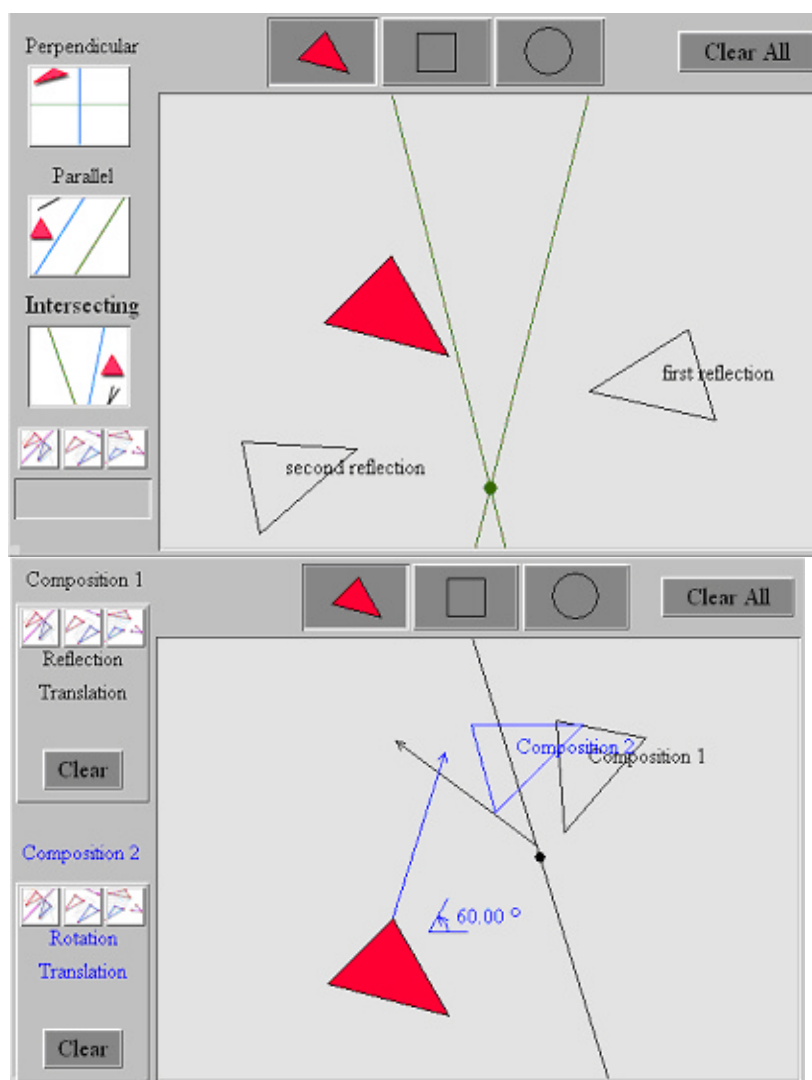 Perpendicular
Clear All
Parallel
Intersecting
first reflection
second reflection
Composition 1
Clear All
Reflection
Translation
Clear
Composition 2
Composition 1
Composition 2
60.00 °
Rotation
Translation
Clear